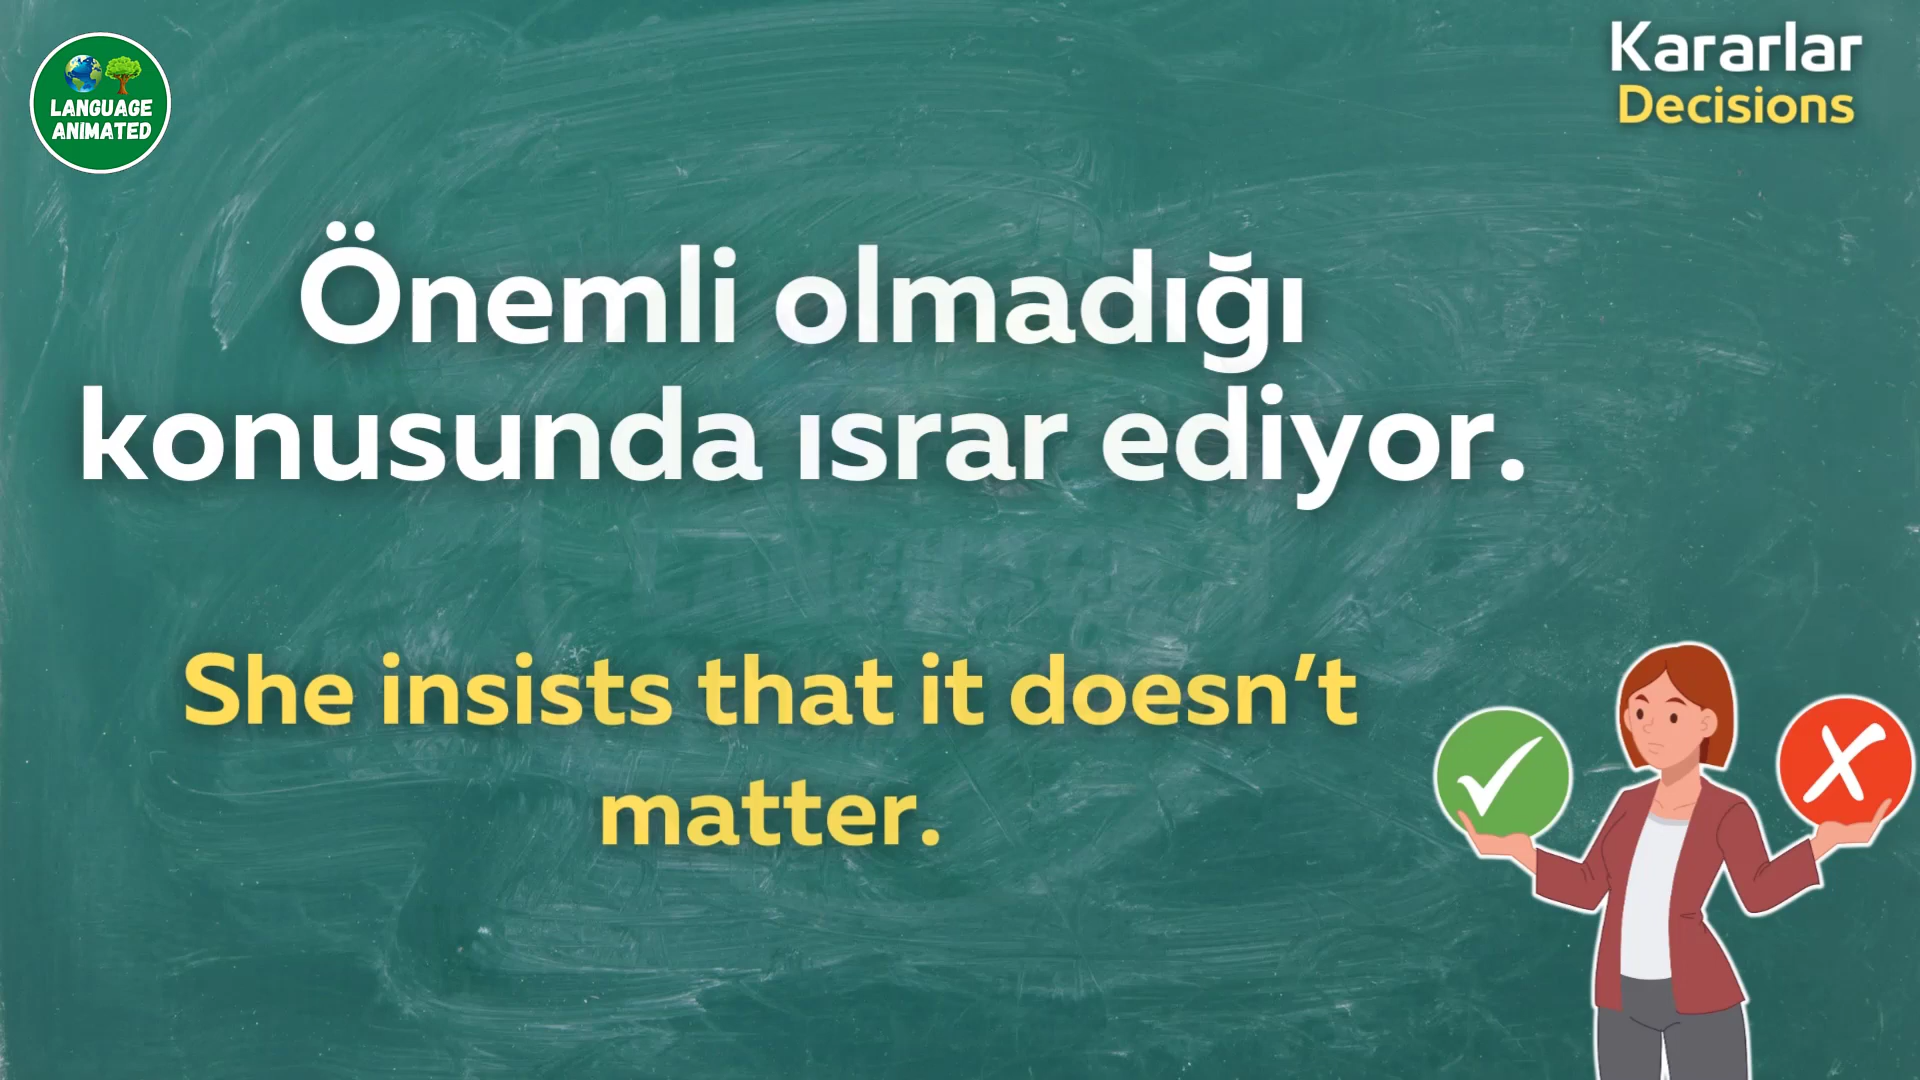 LANGUAGE
ANIMATED
Kararlar
Decisions
Önemli olmadığı
konusunda ısrar ediyor.
She insists that it doesn’t
matter.